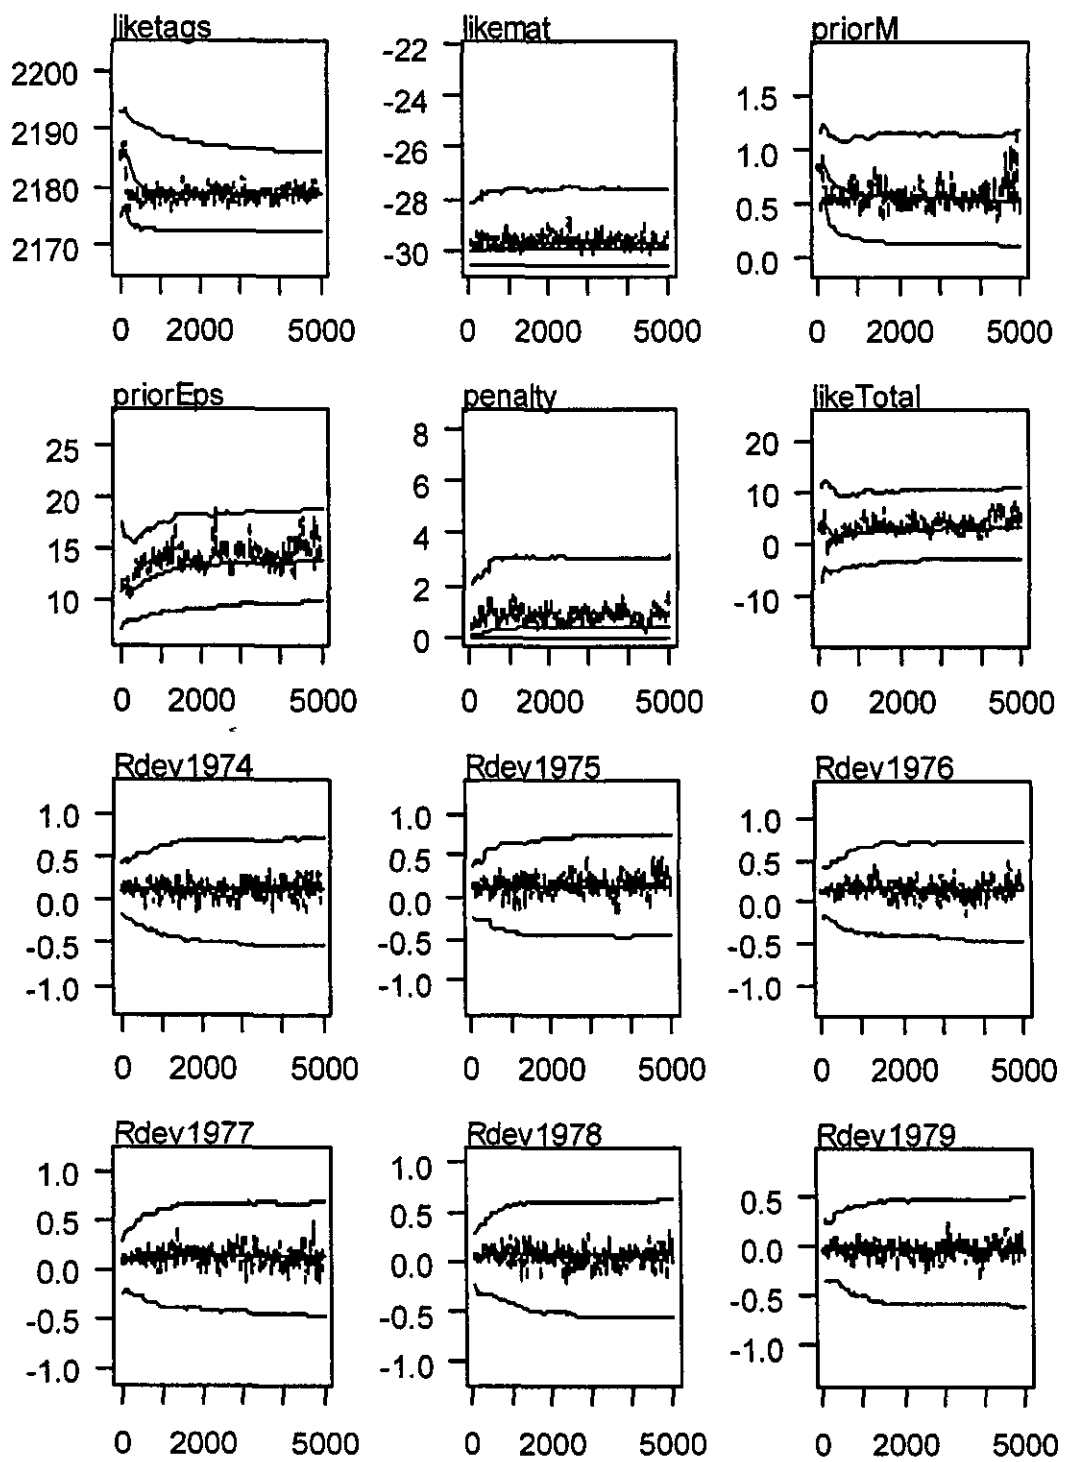 liketags likemat priorM
2200 -22 1.5
2190 -24 1.0
2180 -26 0.5
2170 -28 0.0
-30
0 2000 5000 0 2000 5000 0 2000 5000
priorEps penalty likeTotal
25 8 20
20 6 10
15 4 0
10 2 -10
0
0 2000 5000 0 2000 5000 0 2000 5000
Rdev1974 Rdev1975 Rdev1976
1.0 1.0 1.0
0.5 0.5 0.5
0.0 0.0 0.0
-0.5 -0.5 -0.5
-1.0 -1.0 -1.0
0 2000 5000 0 2000 5000 0 2000 5000
Rdev1977 Rdev1978 Rdev1979
1.0 1.0 0.5
0.5 0.5 0.0
0.0 0.0 -0.5
-0.5 -0.5 -1.0
-1.0 -1.0
0 2000 5000 0 2000 5000 0 2000 5000